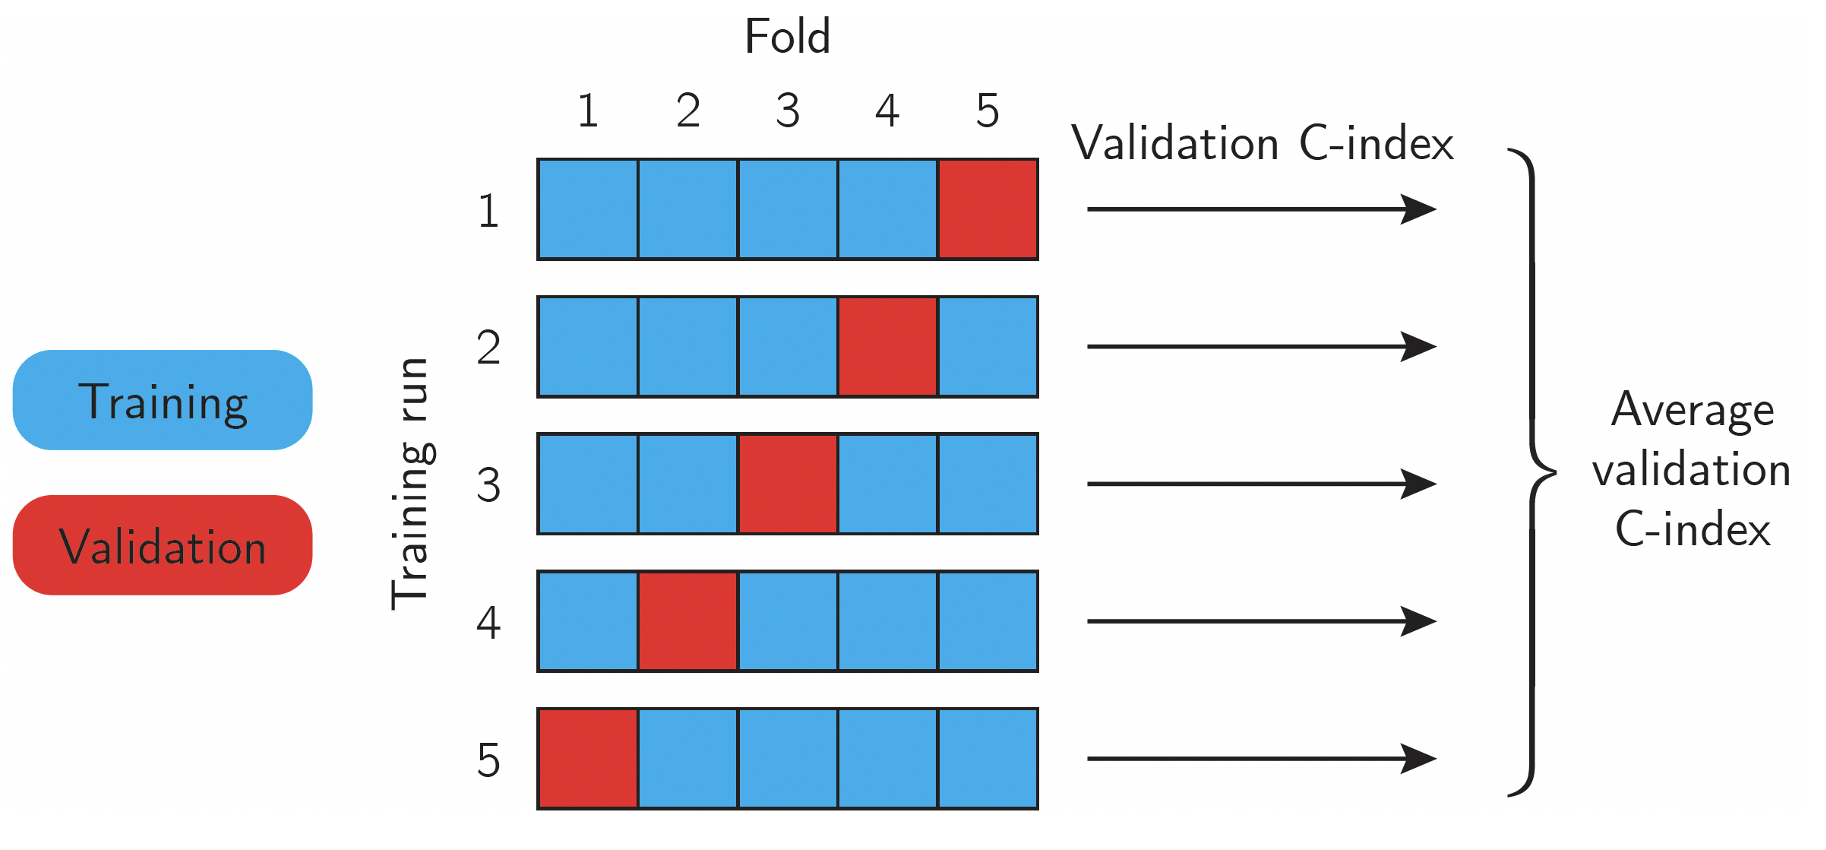 Fold
1 2 3 4 5
Validation C-index
1
2
3
4
5
Training run
Training
Validation
Average
validation
C-index